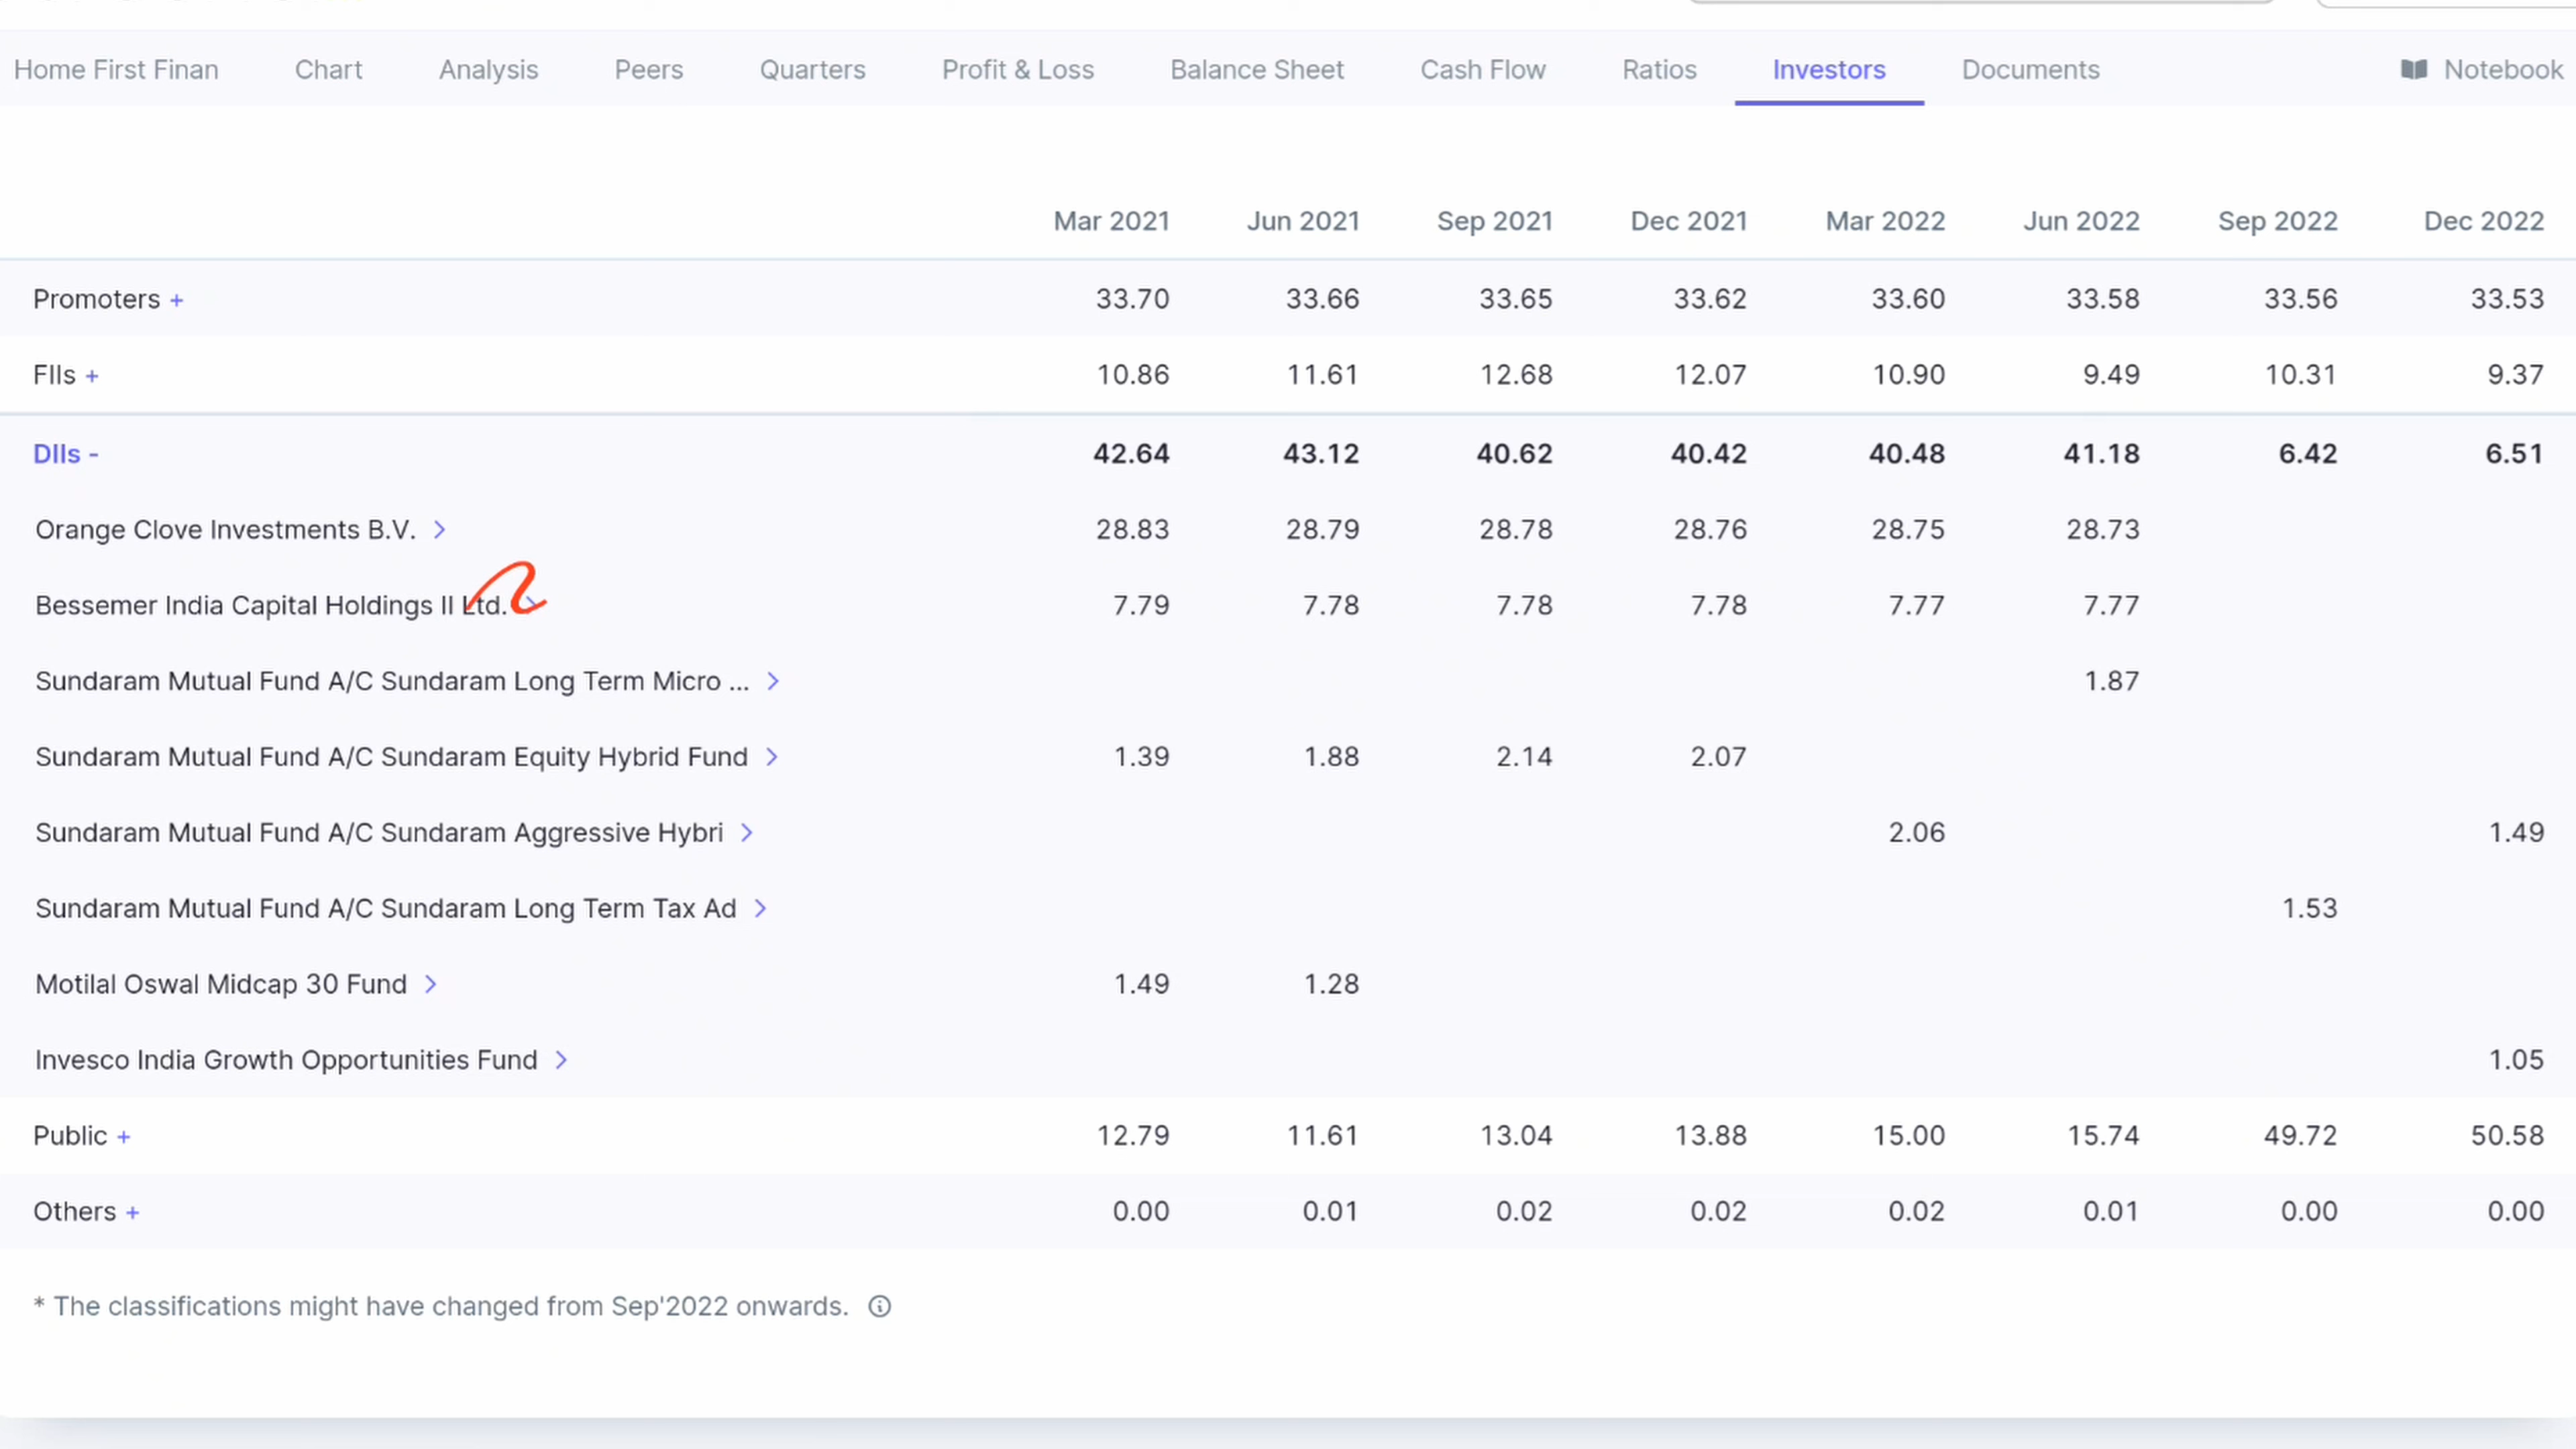 Home First Finan Chart Analysis Peers Quarters Profit & Loss Balance Sheet Cash Flow Ratios Investors Documents Notebook
Mar 2021 Jun 2021 Sep 2021 Dec 2021 Mar 2022 Jun 2022 Sep 2022 Dec 2022
Promoters + 33.70 33.66 33.65 33.62 33.60 33.58 33.56 33.53
FIIs + 10.86 11.61 12.68 12.07 10.90 9.49 10.31 9.37
DIIs - 42.64 43.12 40.62 40.42 40.48 41.18 6.42 6.51
Orange Clove Investments B.V. 28.83 28.79 28.78 28.76 28.75 28.73
Bessemer India Capital Holdings II Ltd. 7.79 7.78 7.78 7.78 7.77 7.77
Sundaram Mutual Fund A/C Sundaram Long Term Micro ... 1.87
Sundaram Mutual Fund A/C Sundaram Equity Hybrid Fund 1.39 1.88 2.14 2.07
Sundaram Mutual Fund A/C Sundaram Aggressive Hybri 2.06 1.49
Sundaram Mutual Fund A/C Sundaram Long Term Tax Ad 1.53
Motilal Oswal Midcap 30 Fund 1.49 1.28
Invesco India Growth Opportunities Fund 1.05
Public + 12.79 11.61 13.04 13.88 15.00 15.74 49.72 50.58
Others + 0.00 0.01 0.02 0.02 0.02 0.01 0.00 0.00
* The classifications might have changed from Sep'2022 onwards.